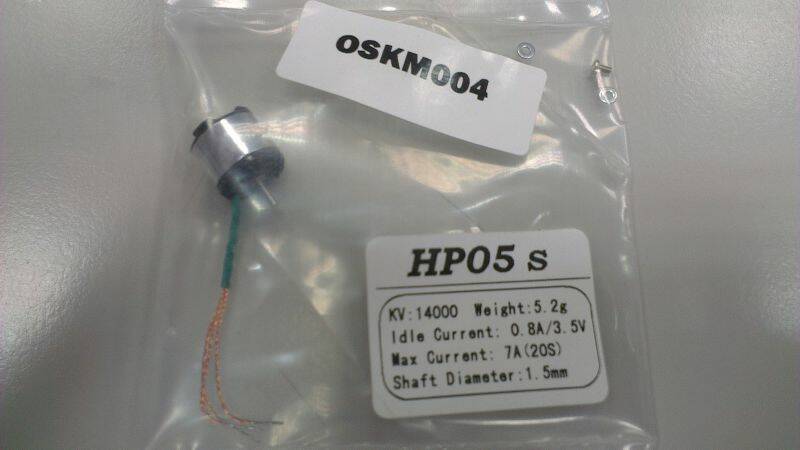 OSKM004
HP05 s
KV:14000 Weight:5.2g
Idle Current: 0.8A/3.5V
Max Current: 7A(20S)
Shaft Diameter:1.5mm